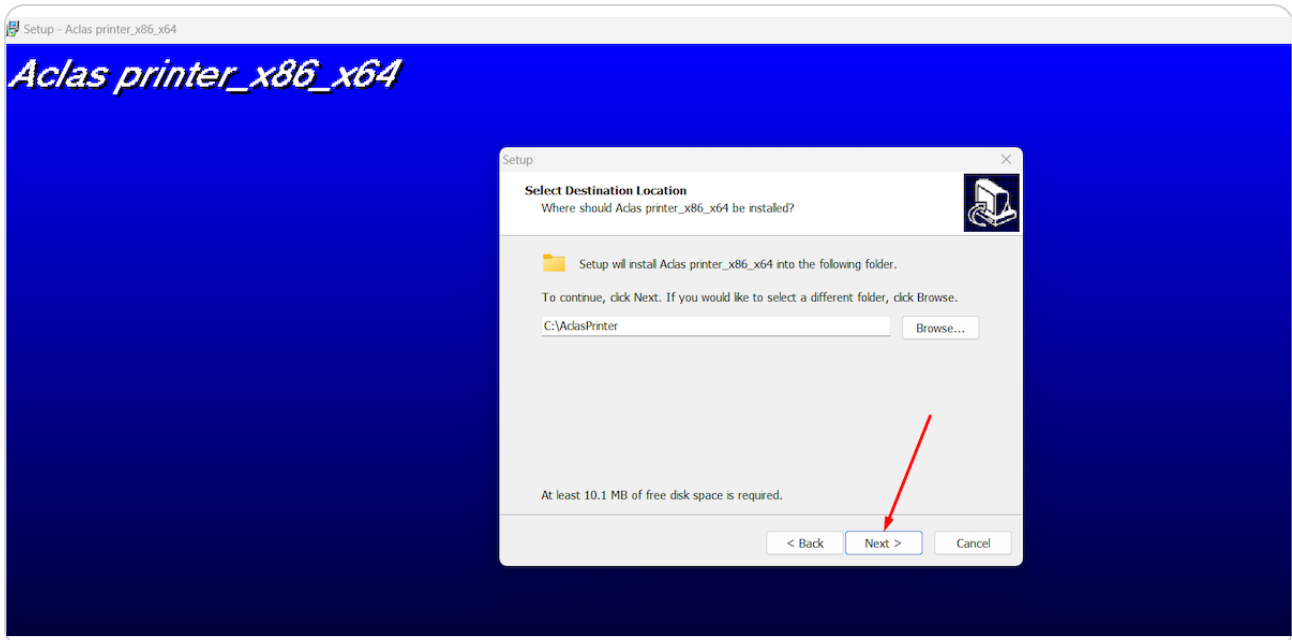 Setup - Aclas printer_x86_x64
Aclas printer_x86_x64
Setup
Select Destination Location
Where should Aclas printer_x86_x64 be installed?
Setup will install Aclas printer_x86_x64 into the following folder.
To continue, click Next. If you would like to select a different folder, click Browse.
C:\AclasPrinter
Browse...
At least 10.1 MB of free disk space is required.
< Back
Next >
Cancel